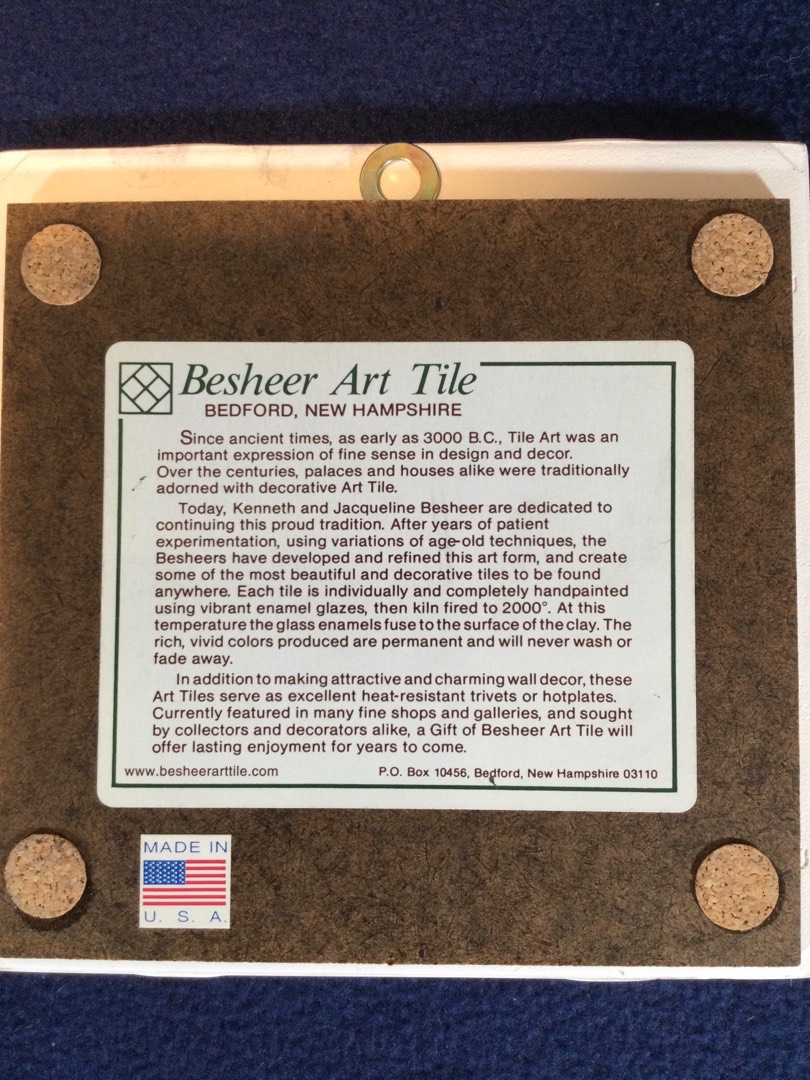 Besheer Art Tile
BEDFORD, NEW HAMPSHIRE
Since ancient times, as early as 3000 B.C., Tile Art was an
important expression of fine sense in design and decor.
Over the centuries, palaces and houses alike were traditionally
adorned with decorative Art Tile.
Today, Kenneth and Jacqueline Besheer are dedicated to
continuing this proud tradition. After years of patient
experimentation, using variations of age-old techniques, the
Besheers have developed and refined this art form, and create
some of the most beautiful and decorative tiles to be found
anywhere. Each tile is individually and completely handpainted
using vibrant enamel glazes, then kiln fired to 2000°. At this
temperature the glass enamels fuse to the surface of the clay. The
rich, vivid colors produced are permanent and will never wash or
fade away.
In addition to making attractive and charming wall decor, these
Art Tiles serve as excellent heat-resistant trivets or hotplates.
Currently featured in many fine shops and galleries, and sought
by collectors and decorators alike, a Gift of Besheer Art Tile will
offer lasting enjoyment for years to come.
www.besheerarttile.com P.O. Box 10456, Bedford, New Hampshire 03110
MADE IN
U. S. A.